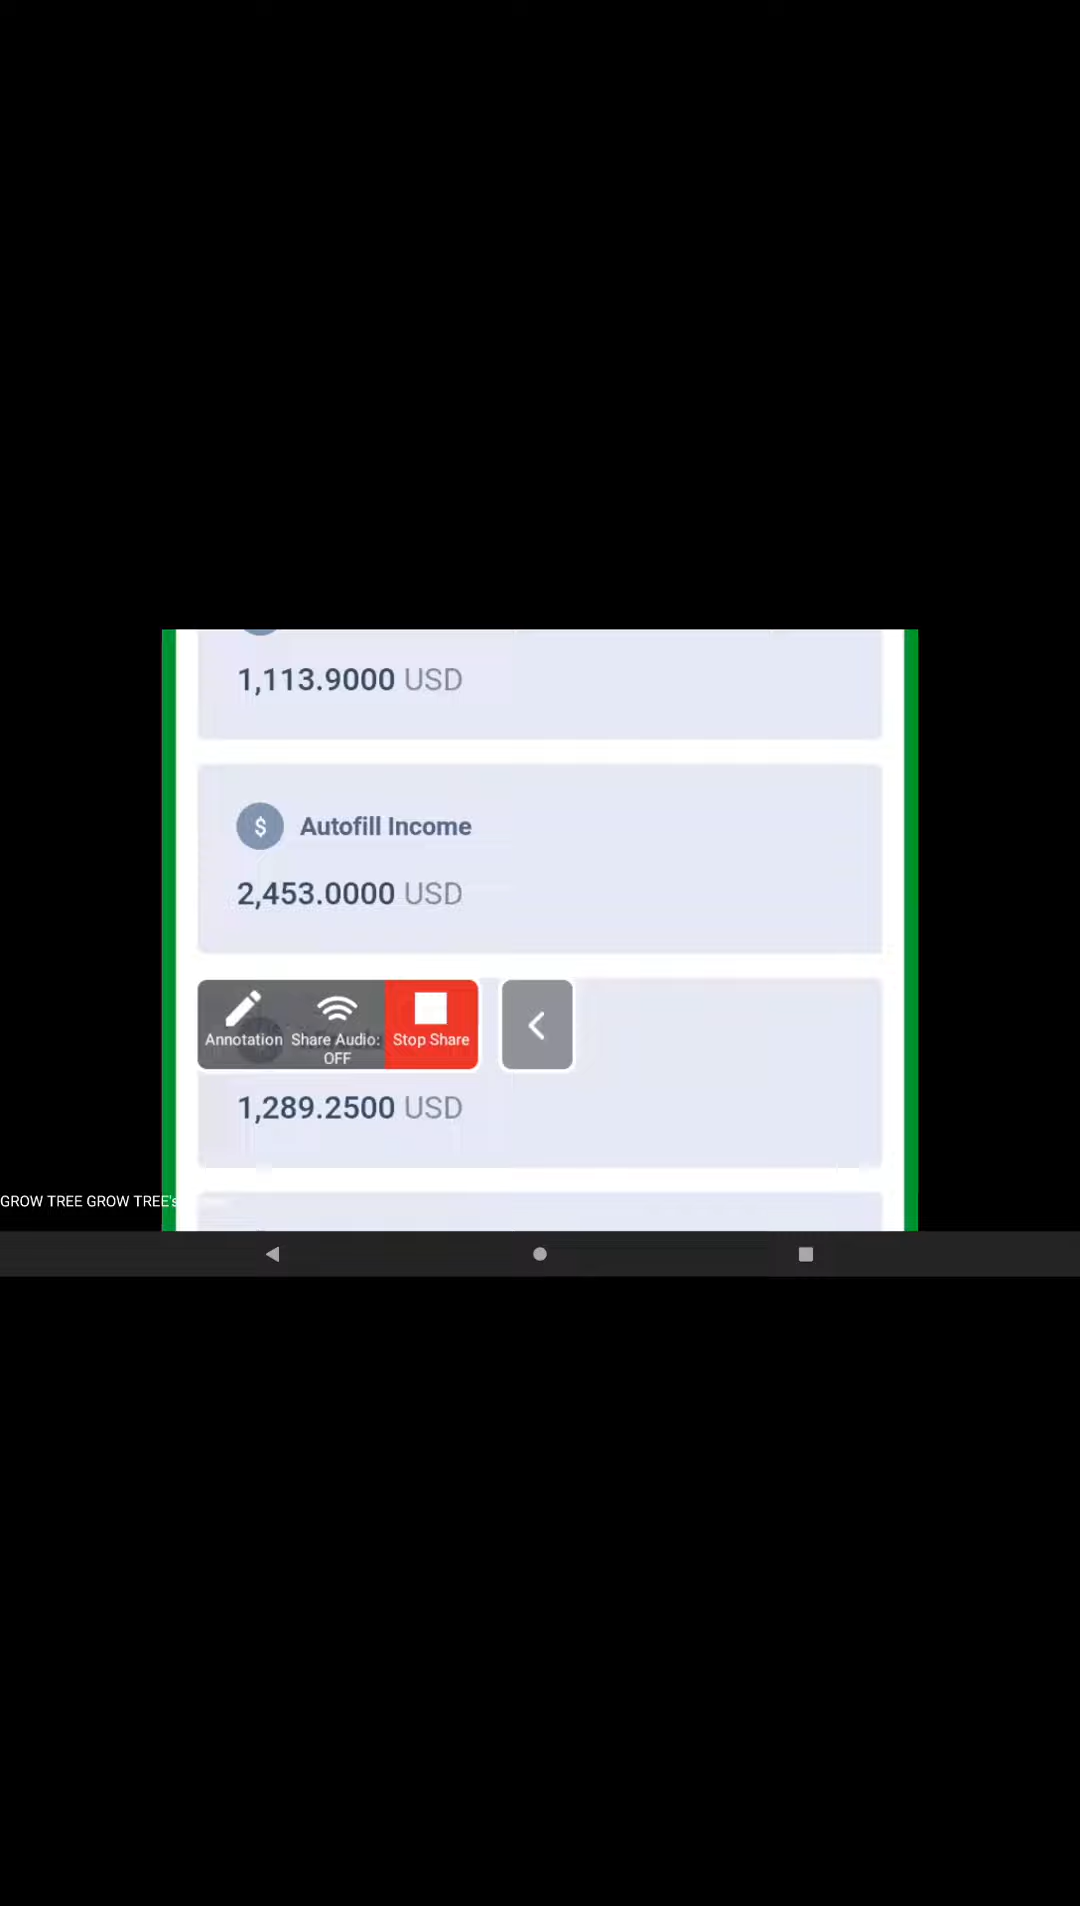 1,113.9000 USD
Autofill Income
2,453.0000 USD
Annotation
Share Audio: OFF
Stop Share
1,289.2500 USD
GROW TREE GROW TREE's